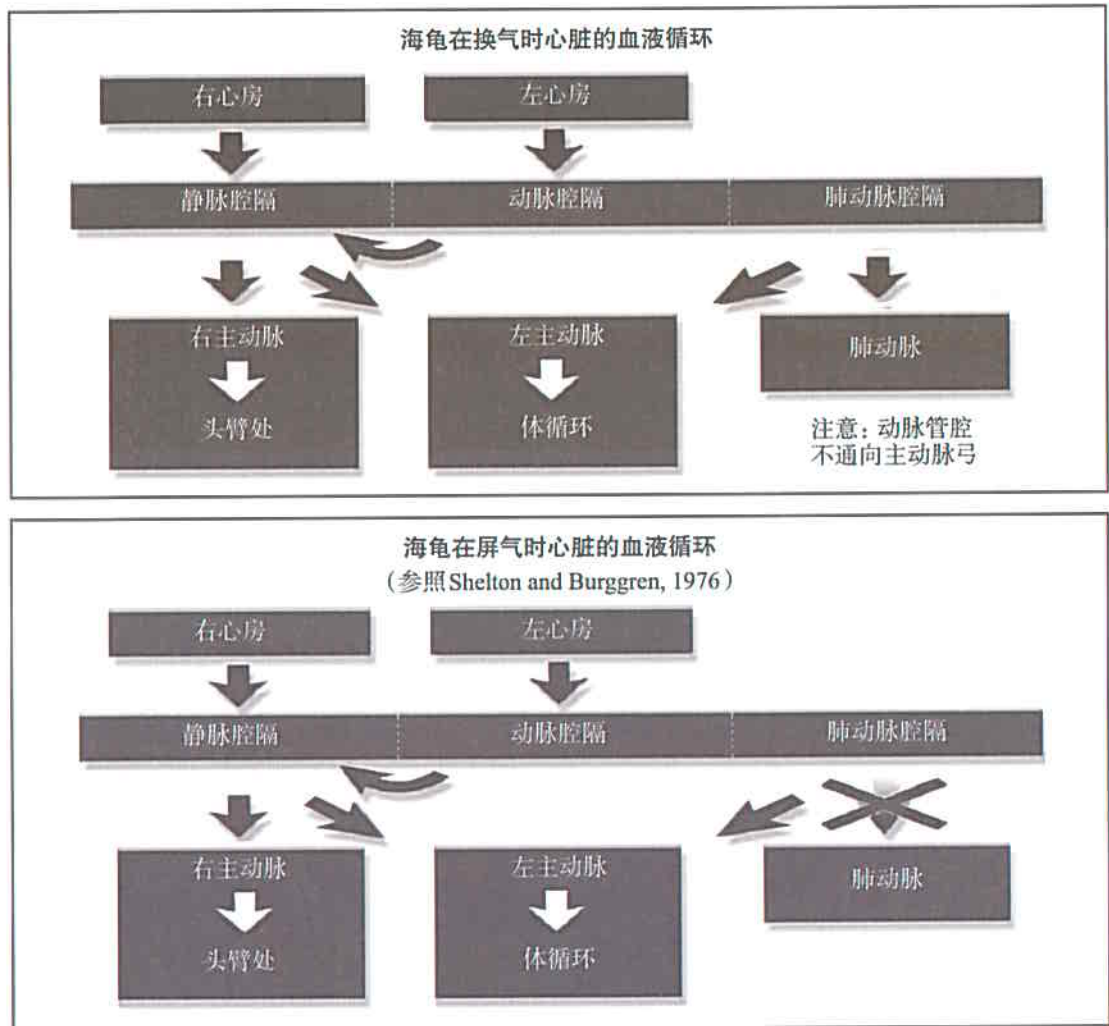 海龟在换气时心脏的血液循环
右心房 左心房
静脉腔隔 动脉腔隔 肺动脉腔隔
右主动脉 左主动脉 肺动脉
头臂处 体循环
注意：动脉管腔
不通向主动脉弓
海龟在屏气时心脏的血液循环
（参照Shelton and Burggren, 1976）
右心房 左心房
静脉腔隔 动脉腔隔 肺动脉腔隔
右主动脉 左主动脉 肺动脉
头臂处 体循环